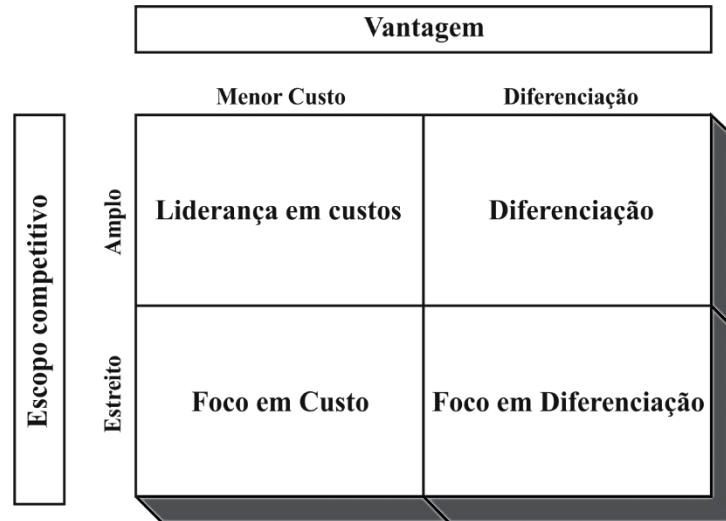 Vantagem
Menor Custo
Diferenciação
Escopo competitivo
Amplo
Liderança em custos
Diferenciação
Estreito
Foco em Custo
Foco em Diferenciação